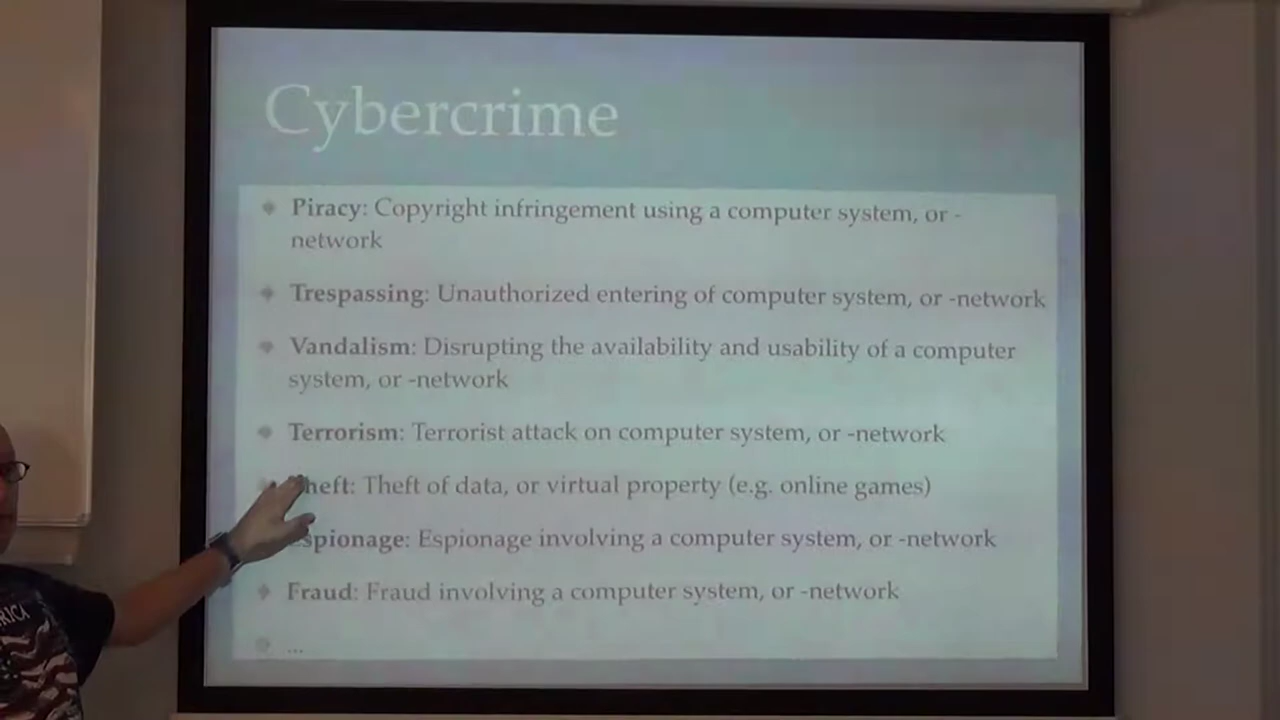 Cybercrime
Piracy: Copyright infringement using a computer system, or -
network
Trespassing: Unauthorized entering of computer system, or -network
Vandalism: Disrupting the availability and usability of a computer
system, or -network
Terrorism: Terrorist attack on computer system, or -network
heft: Theft of data, or virtual property (e.g. online games)
spionage: Espionage involving a computer system, or -network
Fraud: Fraud involving a computer system, or -network
...
RICA